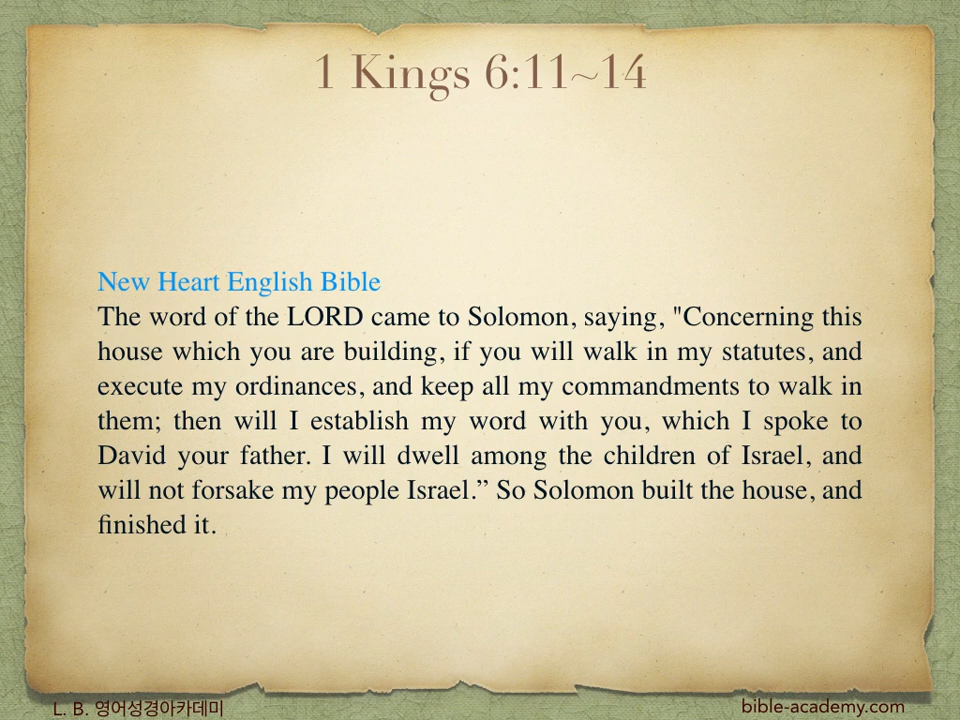 1 Kings 6:11~14
New Heart English Bible
The word of the LORD came to Solomon, saying, "Concerning this
house which you are building, if you will walk in my statutes, and
execute my ordinances, and keep all my commandments to walk in
them; then will I establish my word with you, which I spoke to
David your father. I will dwell among the children of Israel, and
will not forsake my people Israel.” So Solomon built the house, and
finished it.
L. B. 영어성경아카데미
bible-academy.com